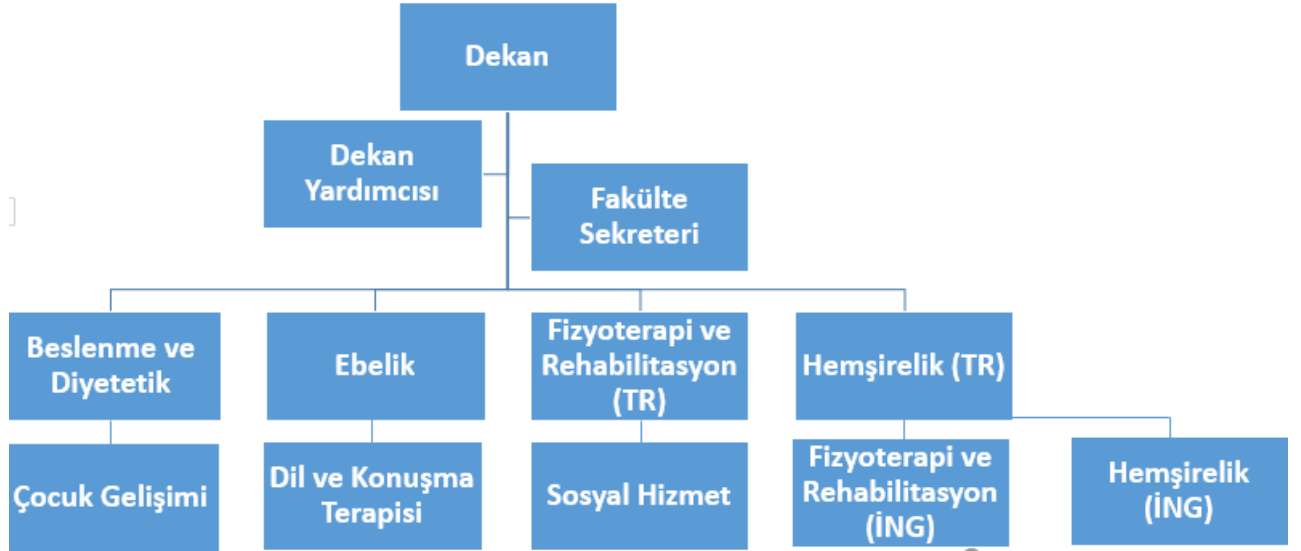 Dekan
Dekan
Yardımcısı
Fakülte
Sekreteri
Beslenme ve
Diyetetik
Ebelik
Fizyoterapi ve
Rehabilitasyon
(TR)
Hemşirelik (TR)
Çocuk Gelişimi
Dil ve Konuşma
Terapisi
Sosyal Hizmet
Fizyoterapi ve
Rehabilitasyon
(İNG)
Hemşirelik
(İNG)